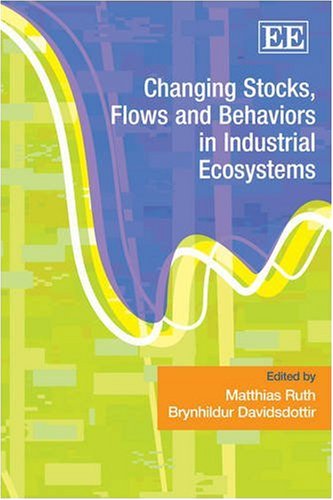 EE
Changing Stocks,
Flows and Behaviors
in Industrial
Ecosystems
Edited by
Matthias Ruth
Brynhildur Davidsdottir